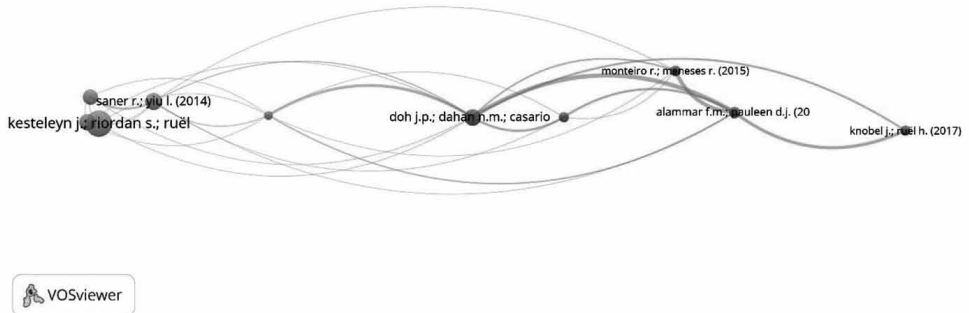 monteiro r.; meneses r. (2015)
saner r.; yiu l. (2014)
kesteleyn j.; riordan s.; ruël
doh j.p.; dahan n.m.; casario
alammar f.m.; pauleen d.j. (20
knobel j.; ruël h. (2017)
VOSviewer